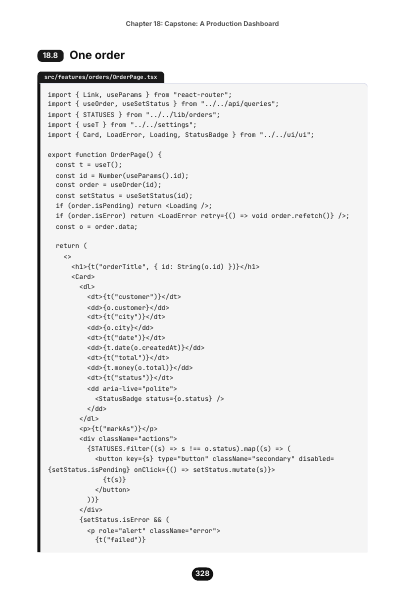 Chapter 18: Capstone: A Production Dashboard
18.8 One order
src/features/orders/OrderPage.tsx
import { Link, useParams } from "react-router";
import { useOrder, useSetStatus } from "../../api/queries";
import { STATUSES } from "../../lib/orders";
import { useT } from "../../settings";
import { Card, LoadError, Loading, StatusBadge } from "../../ui/ui";

export function OrderPage() {
  const t = useT();
  const id = Number(useParams().id);
  const order = useOrder(id);
  const setStatus = useSetStatus(id);
  if (order.isPending) return <Loading />;
  if (order.isError) return <LoadError retry={() => void order.refetch()} />;
  const o = order.data;

  return (
    <>
      <h1>{t("orderTitle", { id: String(o.id) })}</h1>
      <Card>
        <dl>
          <dt>{t("customer")}</dt>
          <dd>{o.customer}</dd>
          <dt>{t("city")}</dt>
          <dd>{o.city}</dd>
          <dt>{t("date")}</dt>
          <dd>{t.date(o.createdAt)}</dd>
          <dt>{t("total")}</dt>
          <dd>{t.money(o.total)}</dd>
          <dt>{t("status")}</dt>
          <dd aria-live="polite">
            <StatusBadge status={o.status} />
          </dd>
        </dl>
        <p>{t("markAs")}</p>
        <div className="actions">
          {STATUSES.filter((s) => s !== o.status).map((s) => (
            <button key={s} type="button" className="secondary" disabled=
{setStatus.isPending} onClick={() => setStatus.mutate(s)}>
              {t(s)}
            </button>
          ))}
        </div>
        {setStatus.isError && (
          <p role="alert" className="error">
            {t("failed")}
328